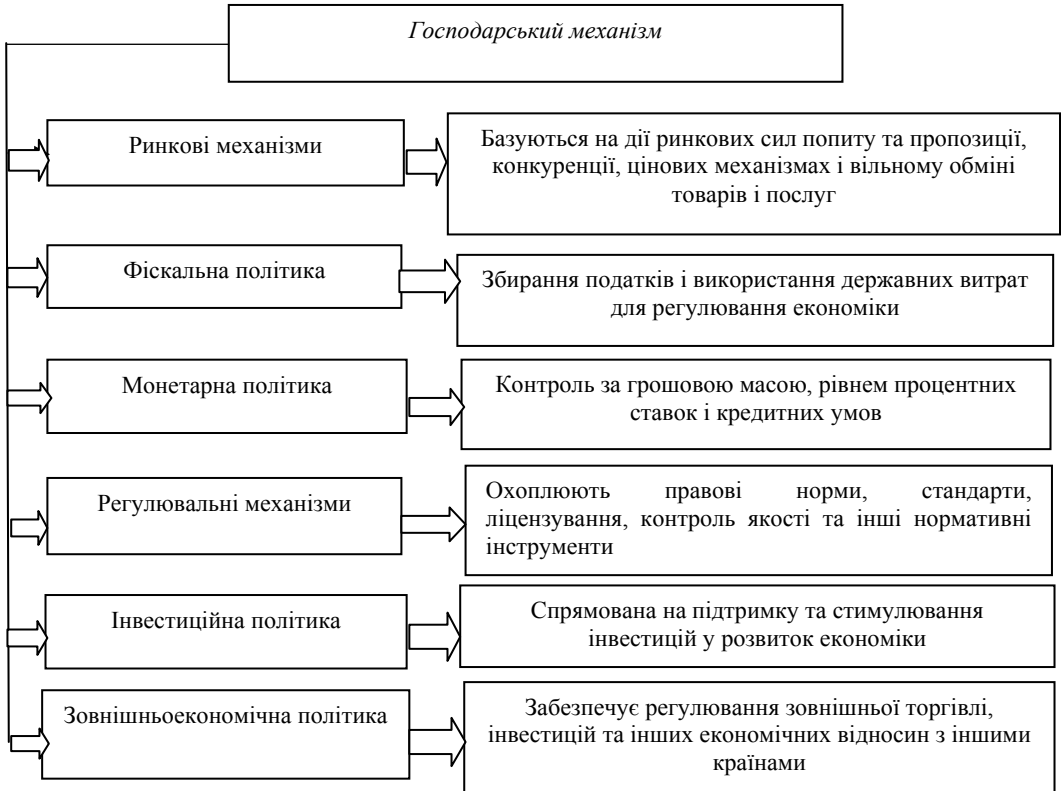 Господарський механізм
Ринкові механізми
Базуються на дії ринкових сил попиту та пропозиції,
конкуренції, цінових механізмах і вільному обміні
товарів і послуг
Фіскальна політика
Збирання податків і використання державних витрат
для регулювання економіки
Монетарна політика
Контроль за грошовою масою, рівнем процентних
ставок і кредитних умов
Регулювальні механізми
Охоплюють правові норми, стандарти,
ліцензування, контроль якості та інші нормативні
інструменти
Інвестиційна політика
Спрямована на підтримку та стимулювання
інвестицій у розвиток економіки
Зовнішньоекономічна політика
Забезпечує регулювання зовнішньої торгівлі,
інвестицій та інших економічних відносин з іншими
країнами